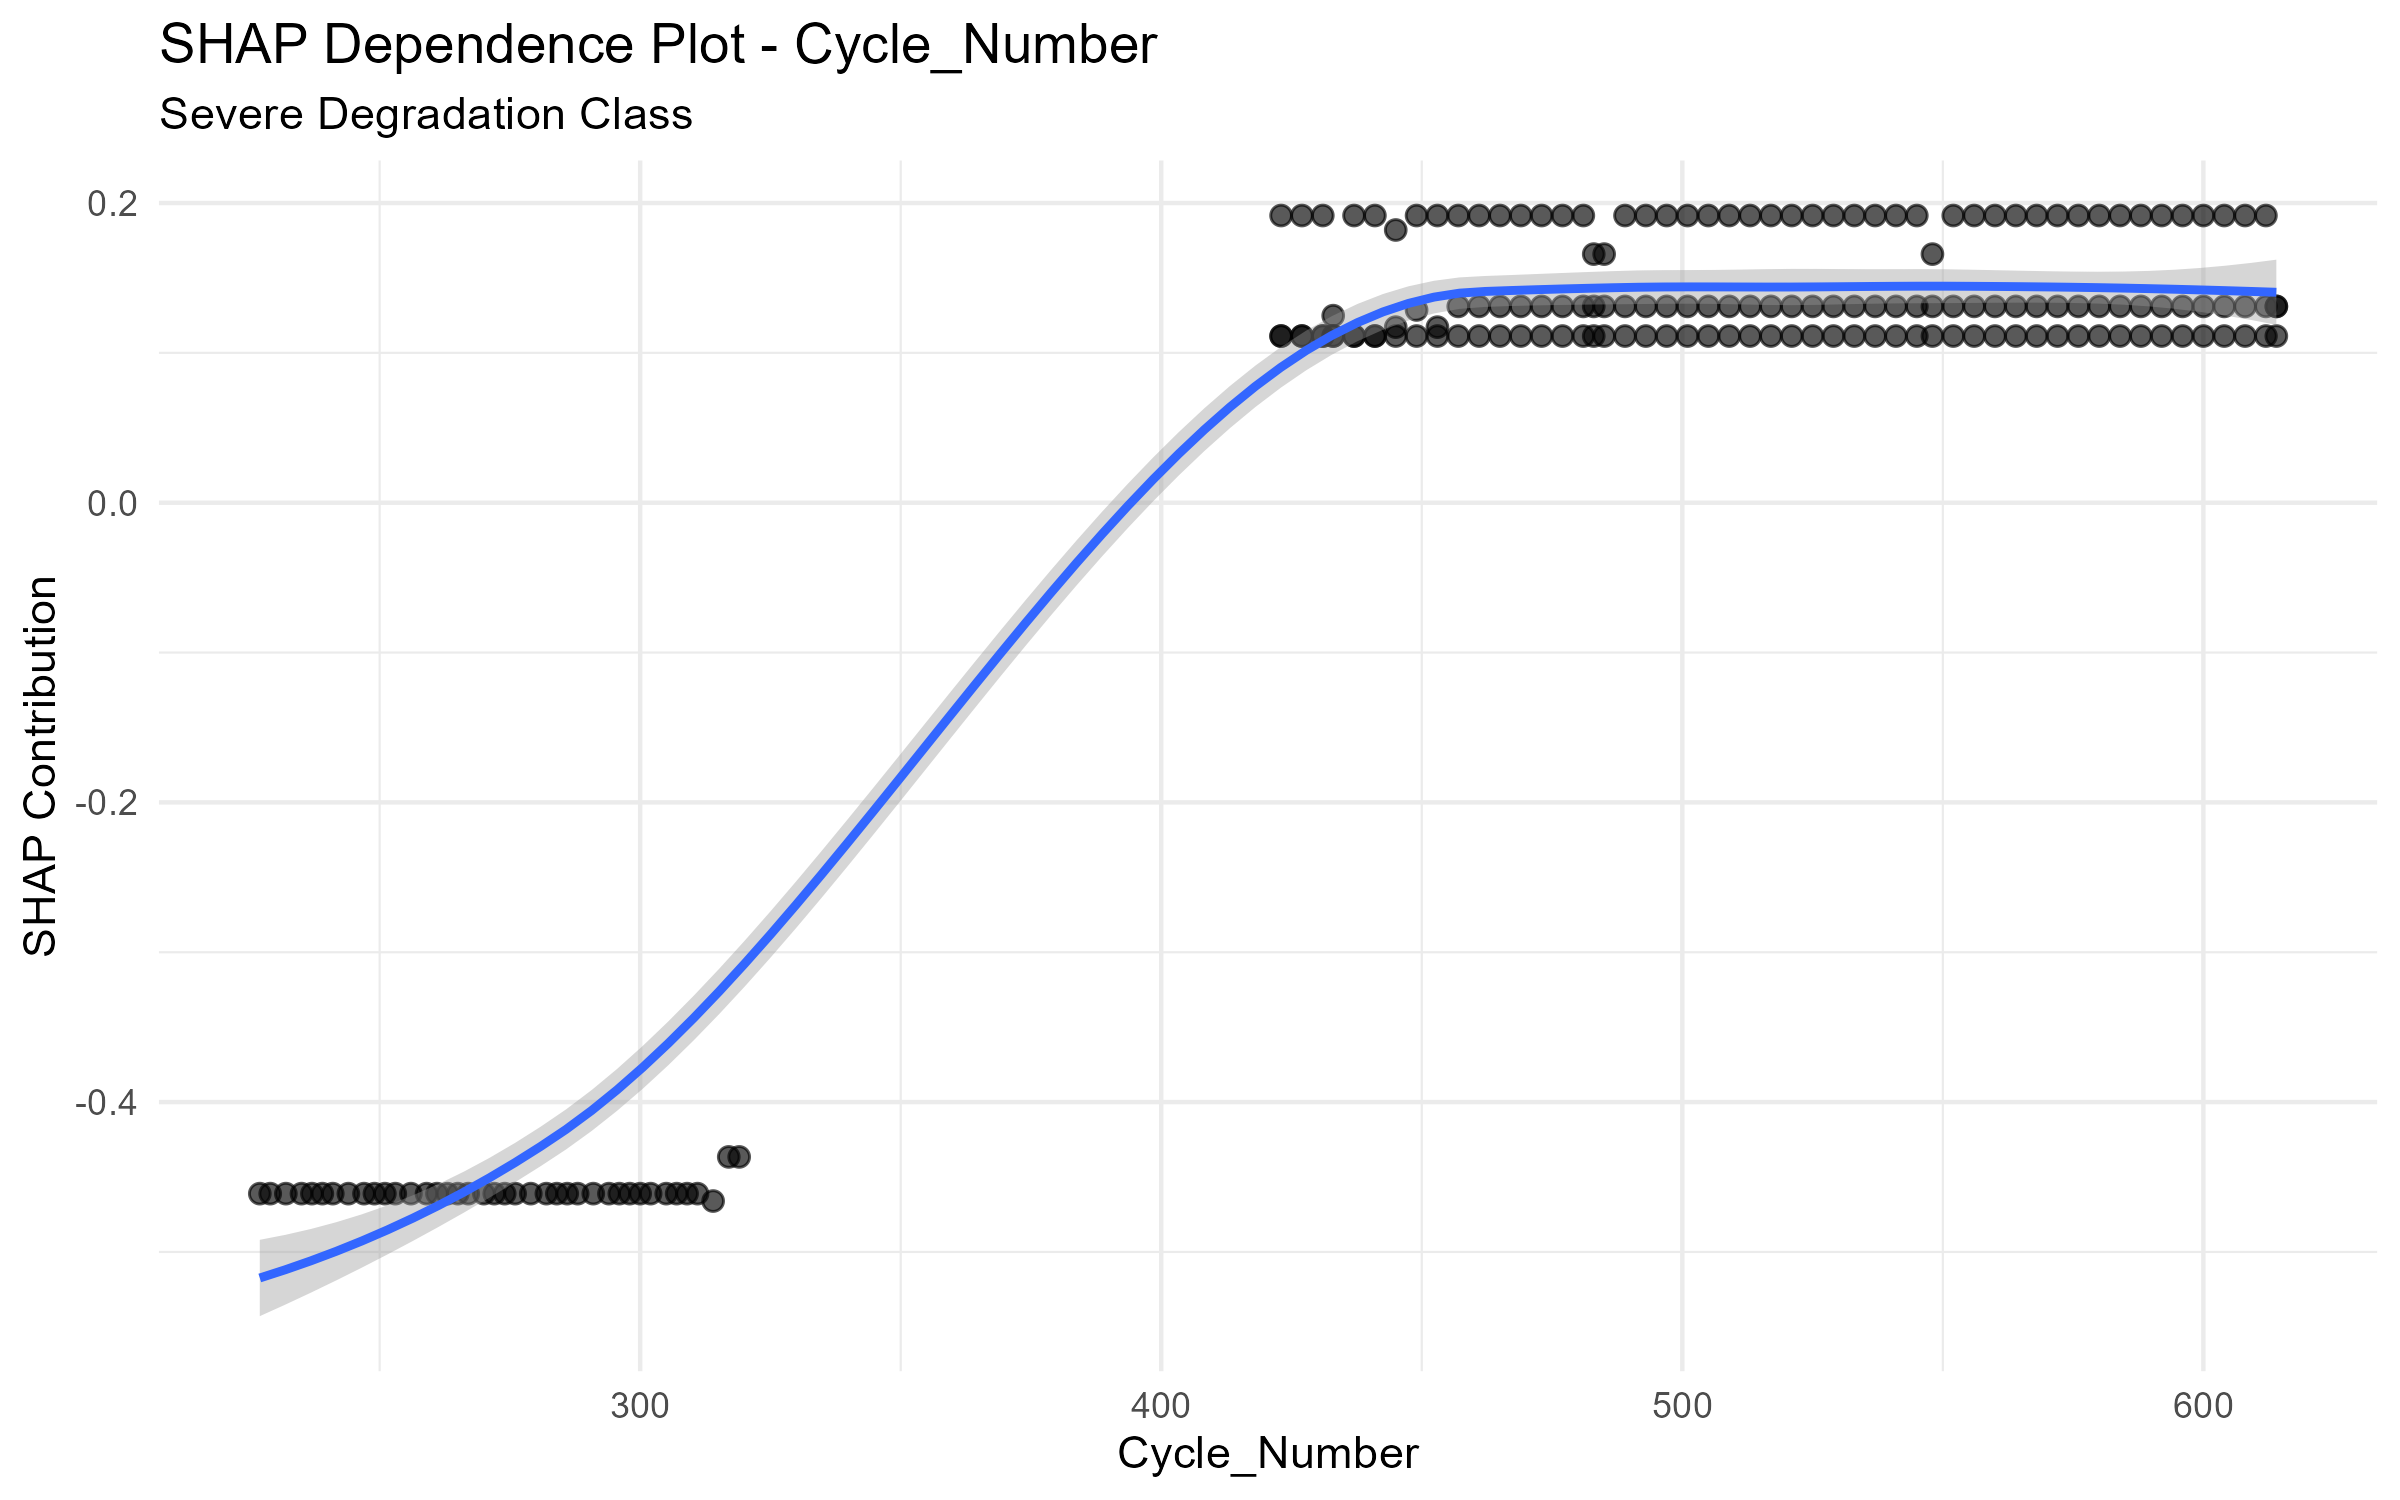 SHAP Dependence Plot - Cycle_Number
Severe Degradation Class
SHAP Contribution
0.2
0.0
-0.2
-0.4
300
400
500
600
Cycle_Number